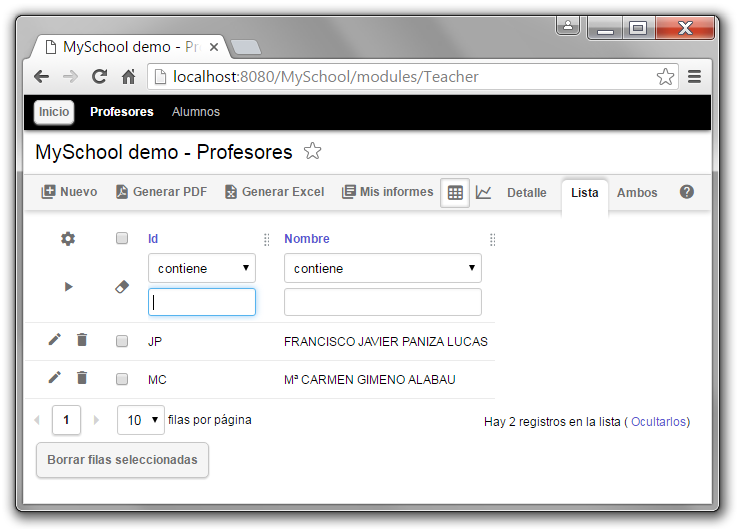 MySchool demo - Pr
localhost:8080/MySchool/modules/Teacher
Inicio Profesores Alumnos
MySchool demo - Profesores
Nuevo Generar PDF Generar Excel Mis informes Detalle Lista Ambos ?
Id Nombre
contiene contiene
JP FRANCISCO JAVIER PANIZA LUCAS
MC Mª CARMEN GIMENO ALABAU
1 10 filas por página Hay 2 registros en la lista ( Ocultarlos)
Borrar filas seleccionadas